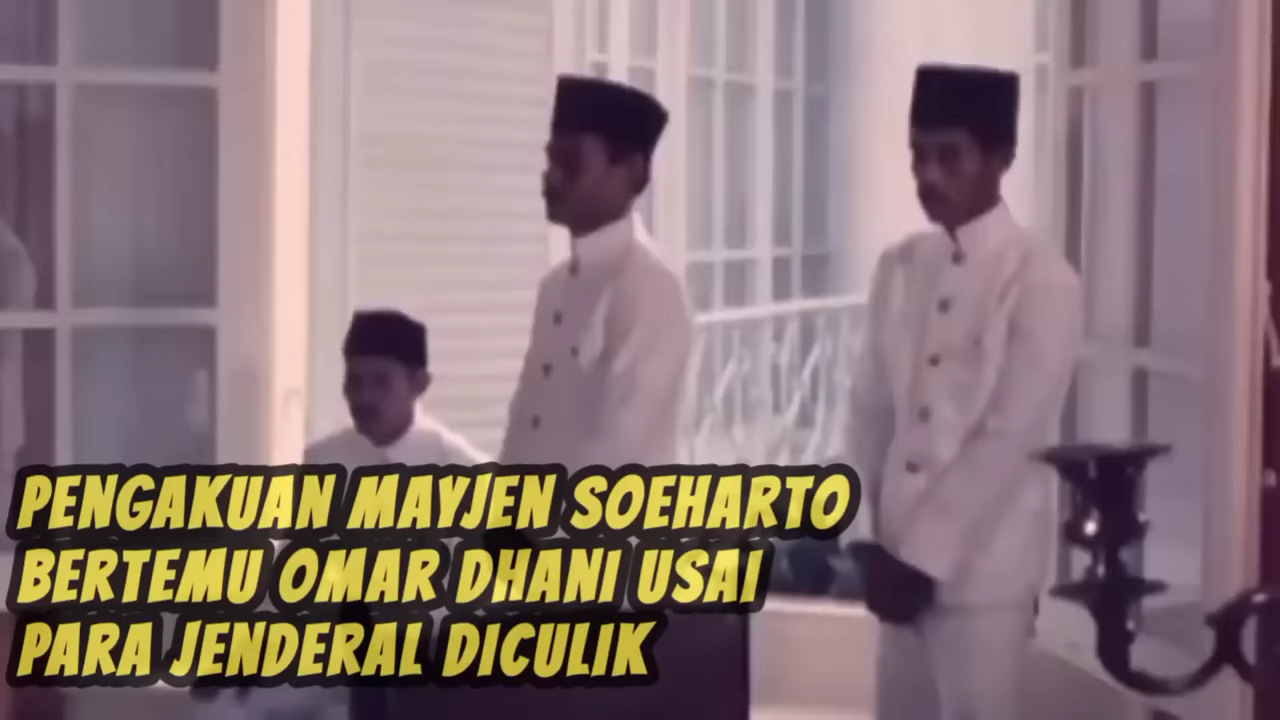 PENGAKUAN MAYJEN SOEHARTO
BERTEMU OMAR DHANI USAI
PARA JENDERAL DICULIK